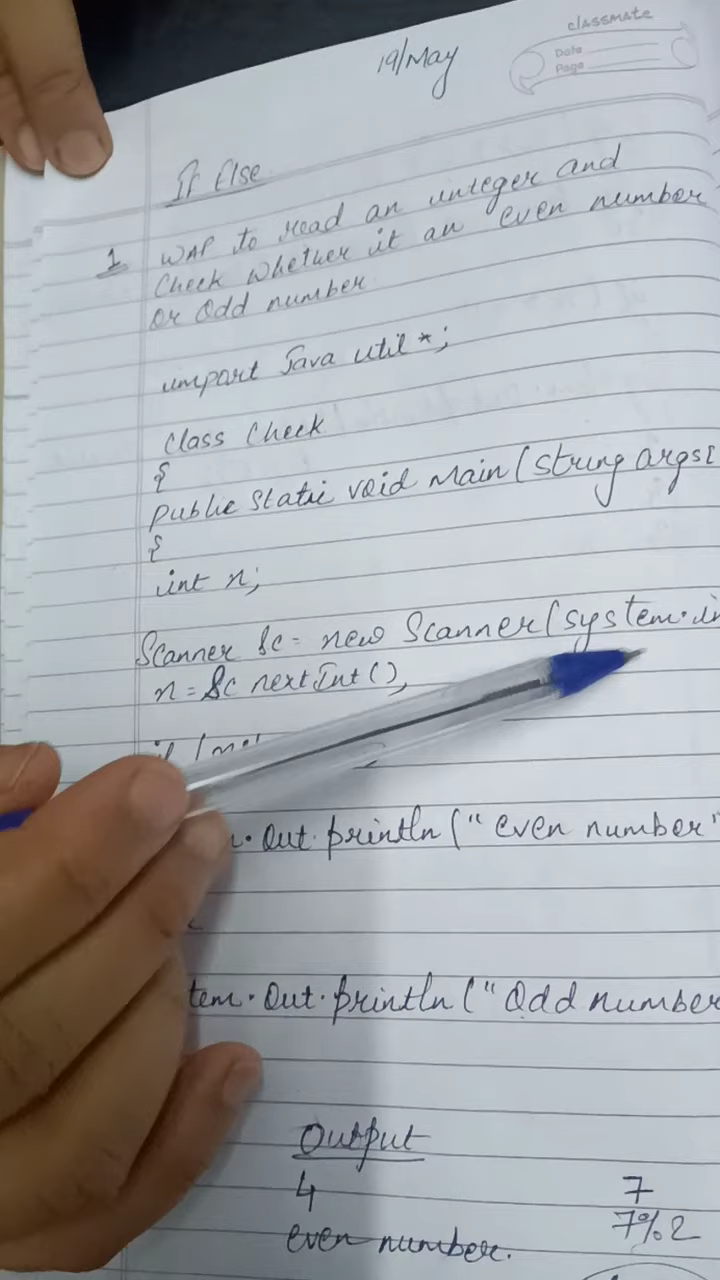 classmate
Date
Page
19/May
If Else
1 WAP to read an integer and
Check whether it an even number
or Odd number
import Java util *;
Class Check
{
public static void main (string args[
{
int n;
Scanner Sc = new Scanner (system.in
n = Sc nextInt (),
.Out.println (" even number"
tem.Out.println (" Odd number
Output
4 7
even number. 7%2